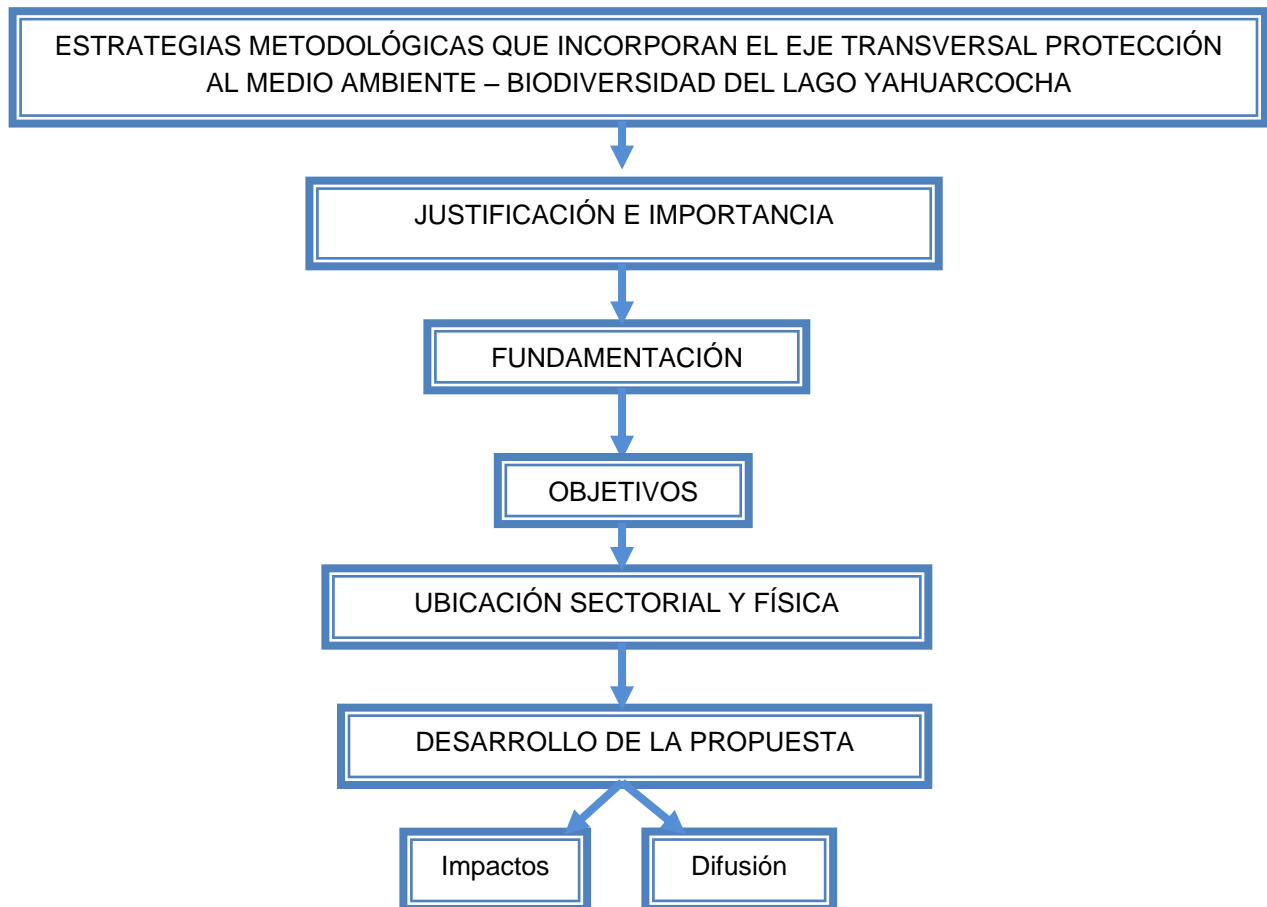 ESTRATEGIAS METODOLÓGICAS QUE INCORPORAN EL EJE TRANSVERSAL PROTECCIÓN
AL MEDIO AMBIENTE – BIODIVERSIDAD DEL LAGO YAHUARCOCHA
JUSTIFICACIÓN E IMPORTANCIA
FUNDAMENTACIÓN
OBJETIVOS
UBICACIÓN SECTORIAL Y FÍSICA
DESARROLLO DE LA PROPUESTA
Impactos
Difusión